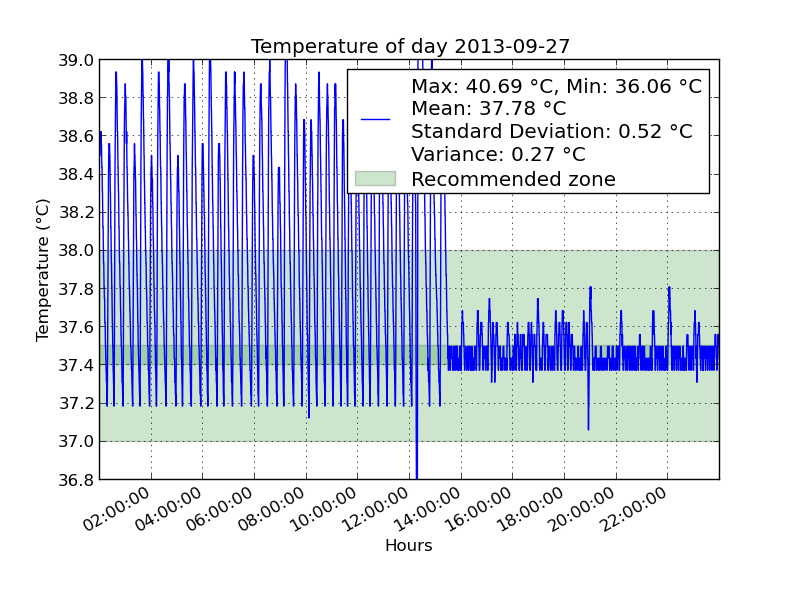 Temperature of day 2013-09-27
Max: 40.69 °C, Min: 36.06 °C
Mean: 37.78 °C
Standard Deviation: 0.52 °C
Variance: 0.27 °C
Recommended zone
Temperature (°C)
39.0
38.8
38.6
38.4
38.2
38.0
37.8
37.6
37.4
37.2
37.0
36.8
02:00:00
04:00:00
06:00:00
08:00:00
10:00:00
12:00:00
14:00:00
16:00:00
18:00:00
20:00:00
22:00:00
Hours